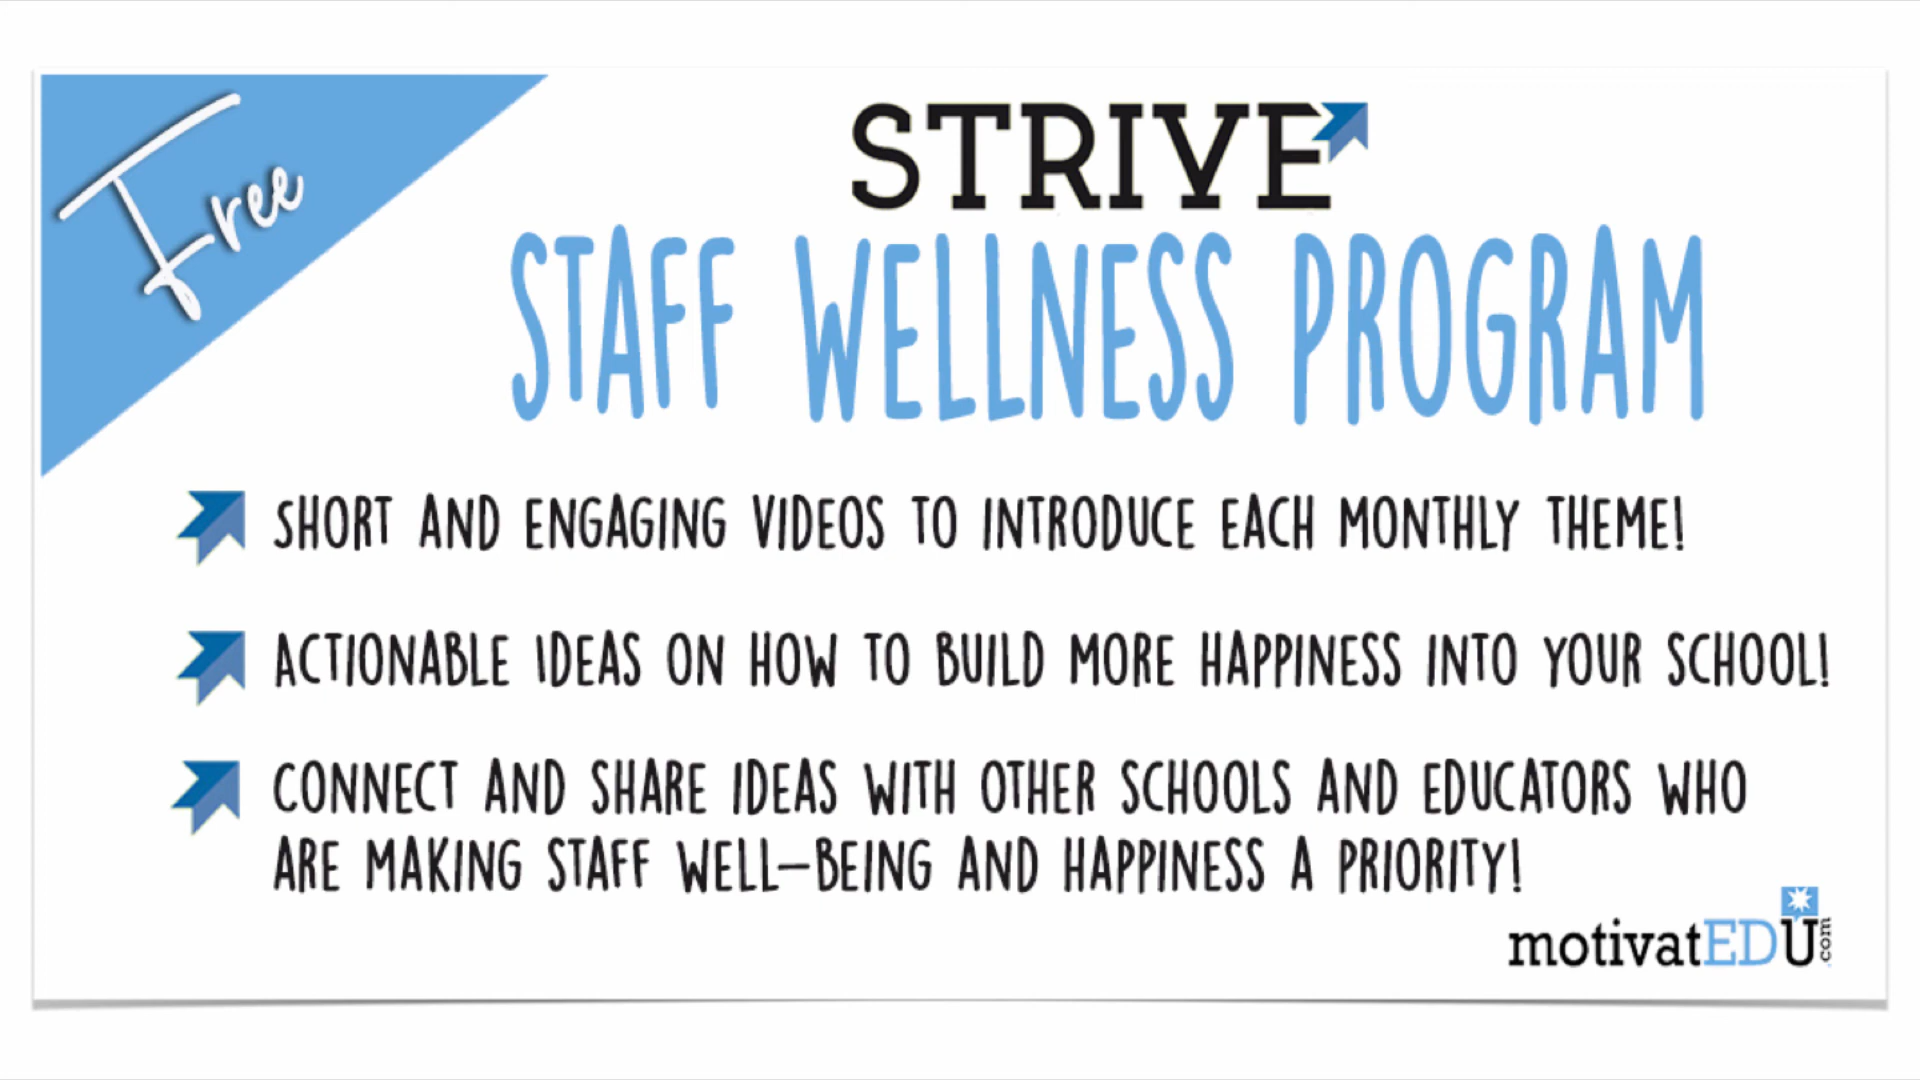 Free
STRIVE
STAFF WELLNESS PROGRAM
SHORT AND ENGAGING VIDEOS TO INTRODUCE EACH MONTHLY THEME!
ACTIONABLE IDEAS ON HOW TO BUILD MORE HAPPINESS INTO YOUR SCHOOL!
CONNECT AND SHARE IDEAS WITH OTHER SCHOOLS AND EDUCATORS WHO
ARE MAKING STAFF WELL-BEING AND HAPPINESS A PRIORITY!
motivatEDU.com